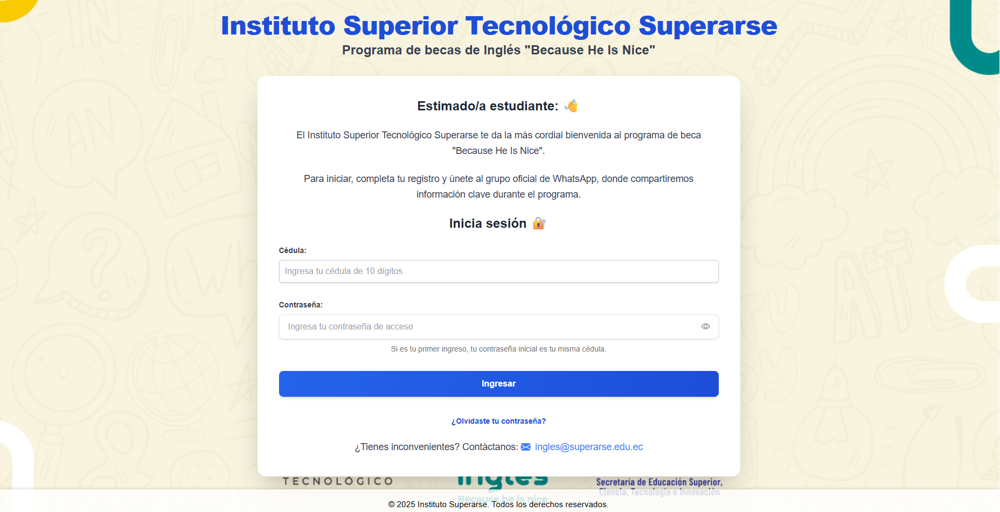 Instituto Superior Tecnológico Superarse
Programa de becas de Inglés "Because He Is Nice"
Estimado/a estudiante: 👋
El Instituto Superior Tecnológico Superarse te da la más cordial bienvenida al programa de beca
"Because He Is Nice".
Para iniciar, completa tu registro y únete al grupo oficial de WhatsApp, donde compartiremos
información clave durante el programa.
Inicia sesión 🔐
Cédula:
Ingresa tu cédula de 10 dígitos
Contraseña:
Ingresa tu contraseña de acceso
Si es tu primer ingreso, tu contraseña inicial es tu misma cédula.
Ingresar
¿Olvidaste tu contraseña?
¿Tienes inconvenientes? Contáctanos: ingles@superarse.edu.ec
TECNOLÓGICO
inglés
Because he is nice
Secretaría de Educación Superior,
Ciencia, Tecnología e Innovación
© 2025 Instituto Superarse. Todos los derechos reservados.
AN
IN
?
Wh
ART